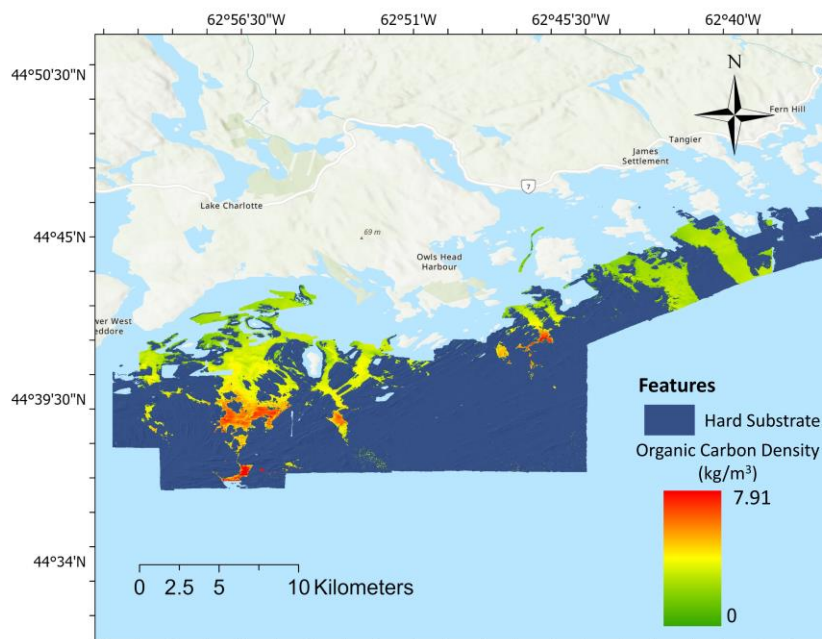 62°56'30"W 62°51'W 62°45'30"W 62°40'W
44°50'30"N
N
Fern Hill
Tangier
James
Settlement
7
Lake Charlotte
44°45'N
69 m
Owls Head
Harbour
wer West
eddore
44°39'30"N
Features
Hard Substrate
Organic Carbon Density
(kg/m³)
7.91
0
44°34'N
0 2.5 5 10 Kilometers